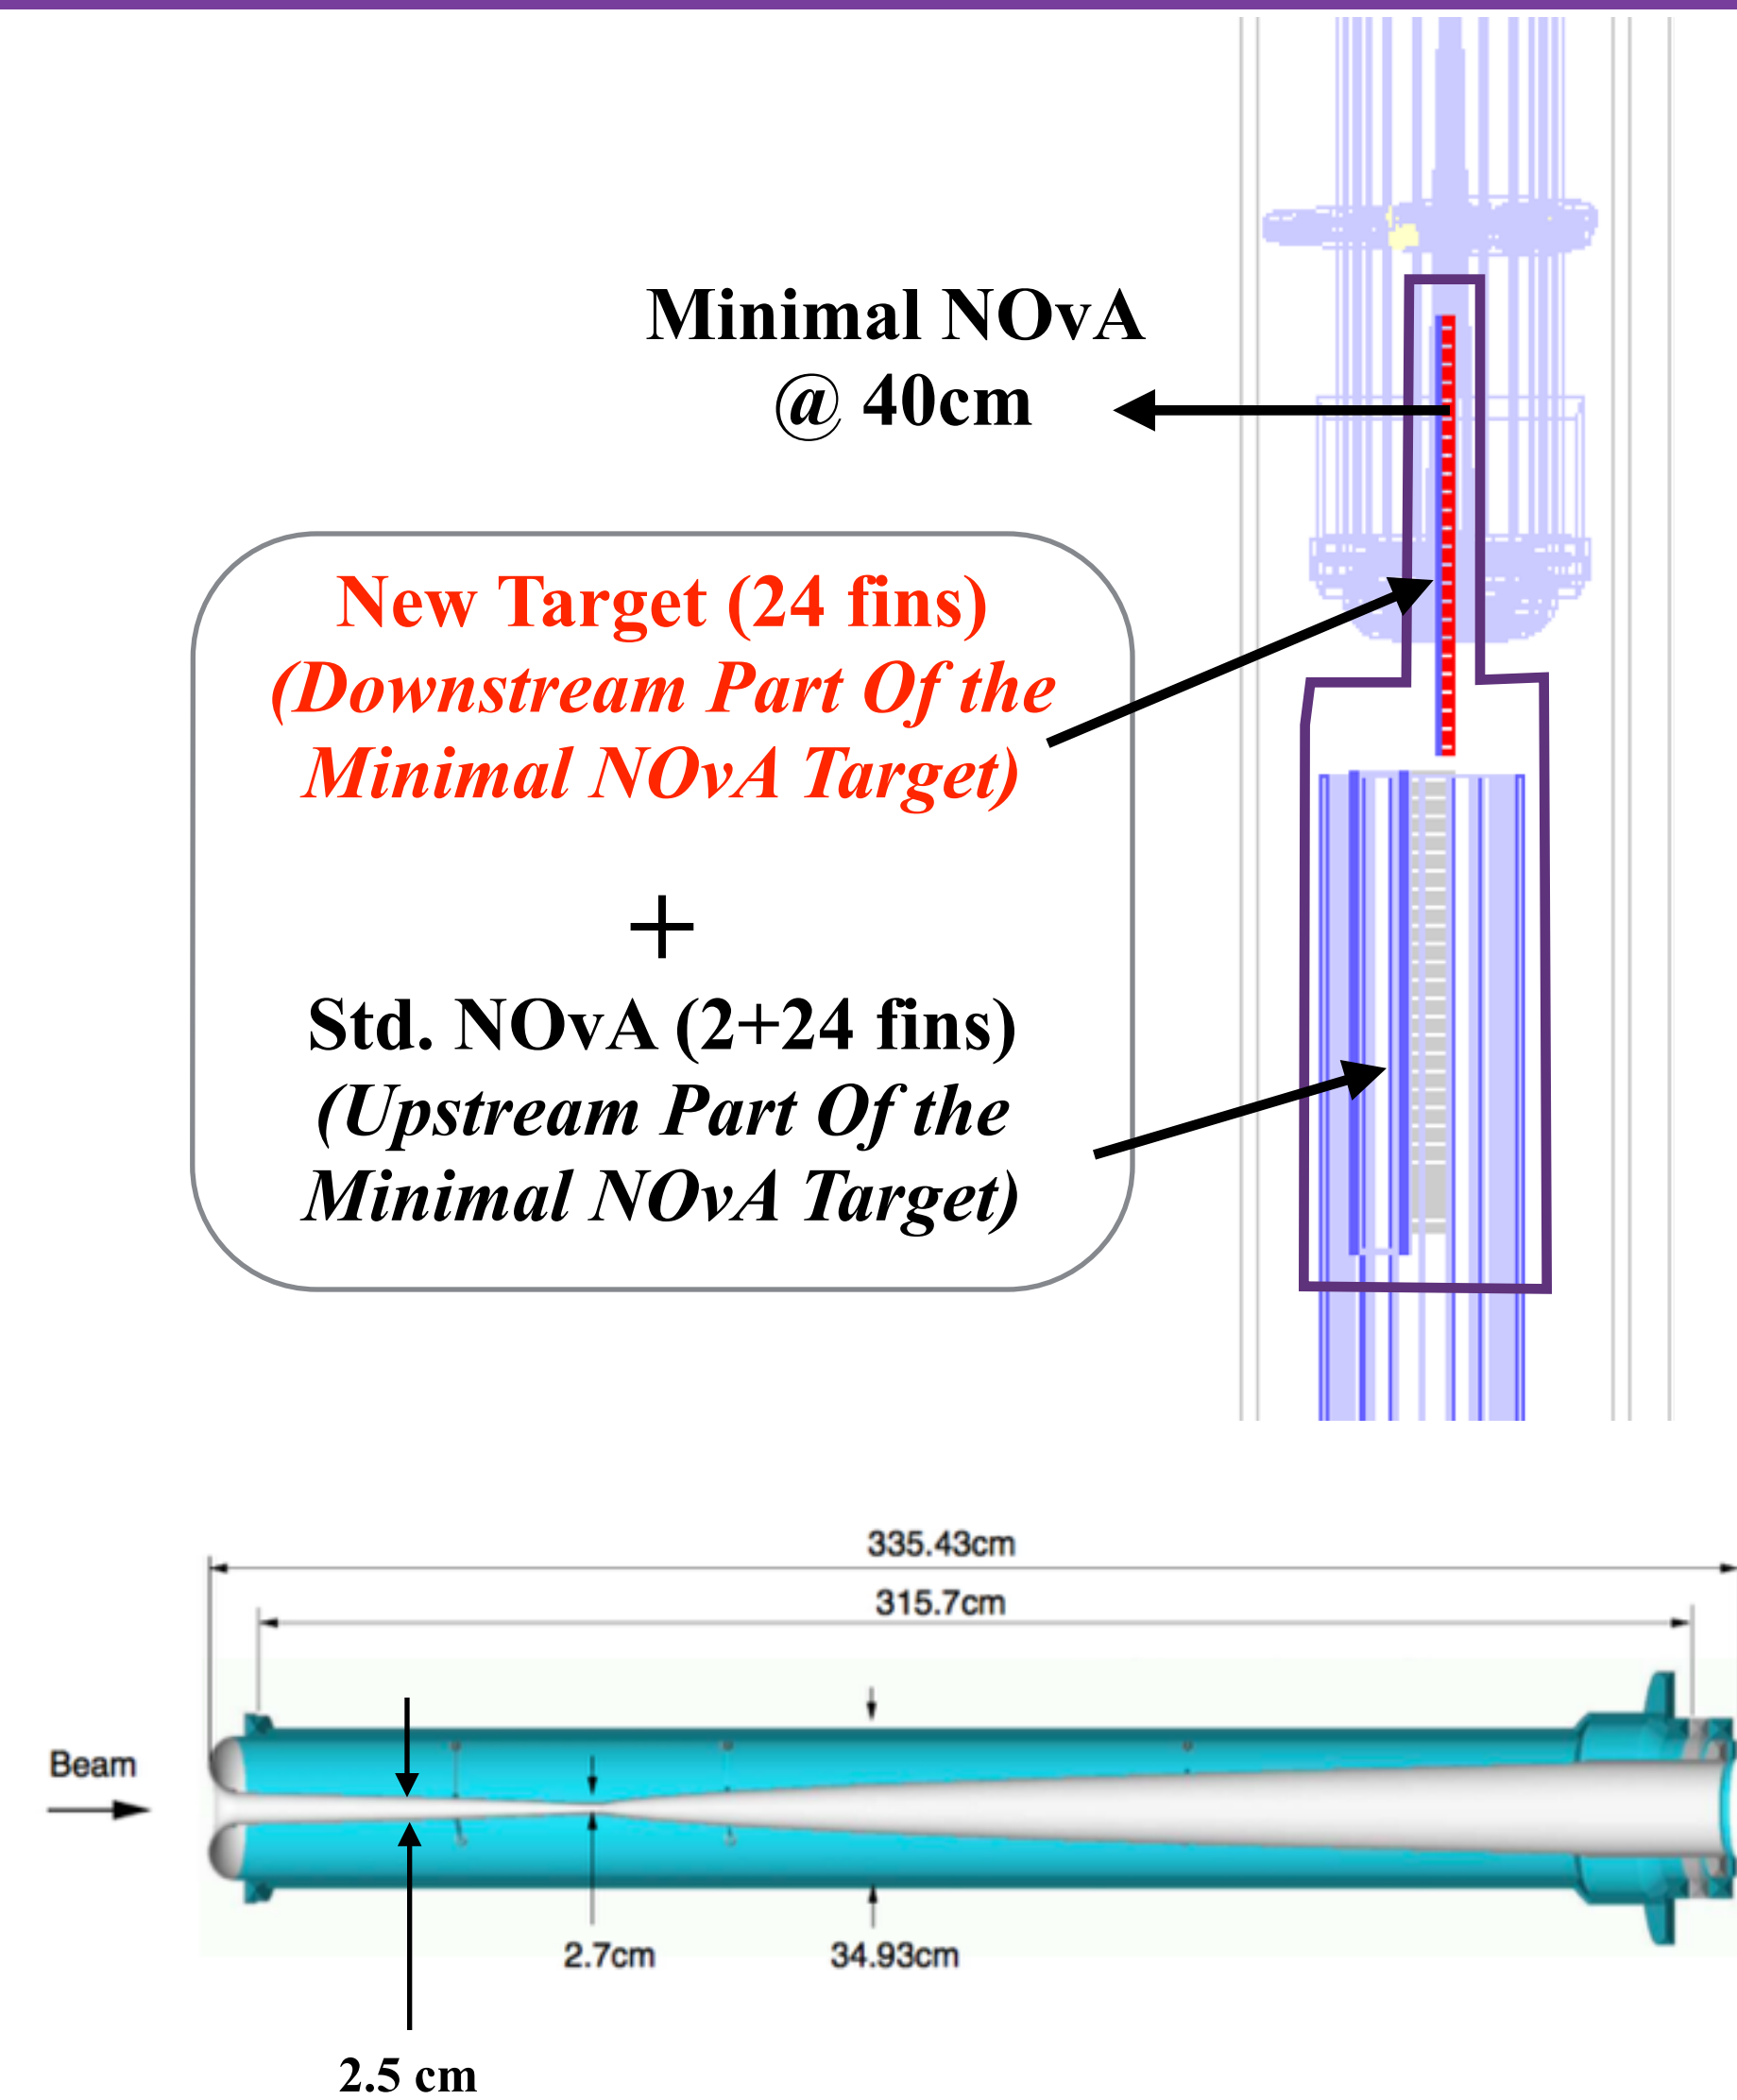 Minimal NOvA
@ 40cm
New Target (24 fins)
(Downstream Part Of the
Minimal NOvA Target)
+
Std. NOvA (2+24 fins)
(Upstream Part Of the
Minimal NOvA Target)
335.43cm
315.7cm
Beam
2.7cm
34.93cm
2.5 cm